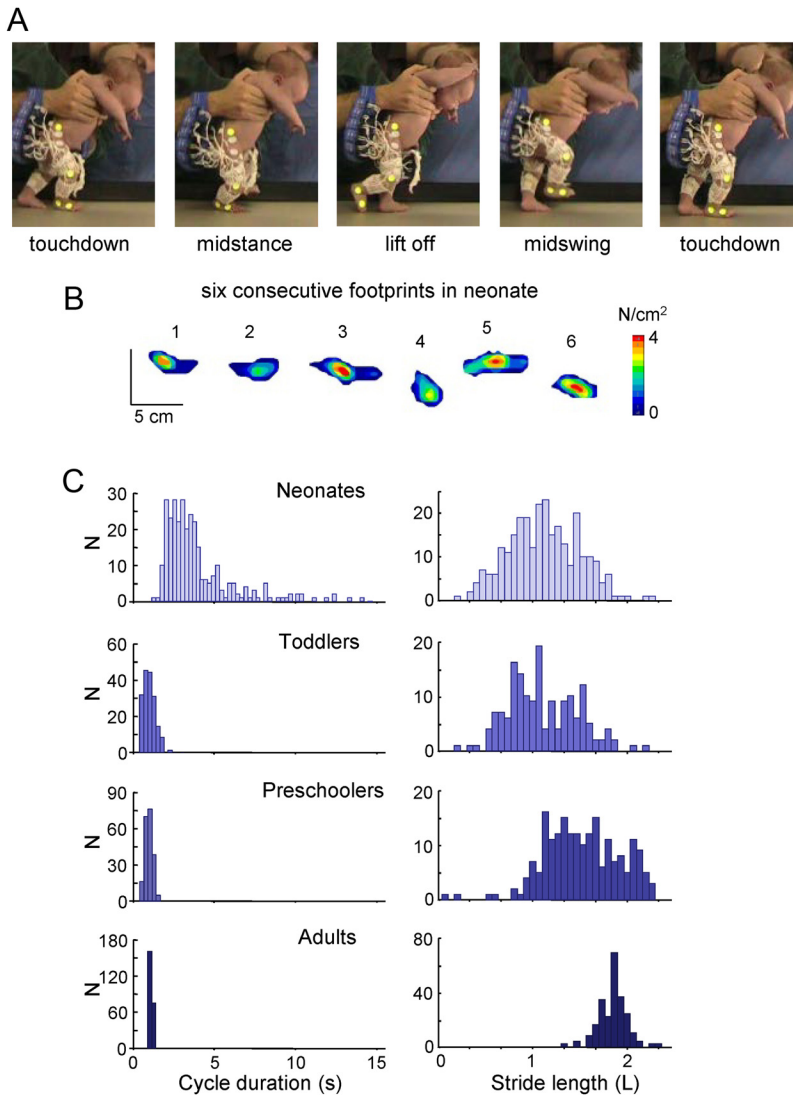 A
touchdown midstance lift off midswing touchdown
B
six consecutive footprints in neonate
N/cm2
1 2 3 4 5 6
4
0
5 cm
C
Neonates
N
30
20
10
0
20
10
0
Toddlers
N
60
40
20
0
20
10
0
Preschoolers
N
90
60
30
0
20
10
0
Adults
N
180
120
60
0
80
40
0
0 5 10 15
Cycle duration (s)
0 1 2
Stride length (L)